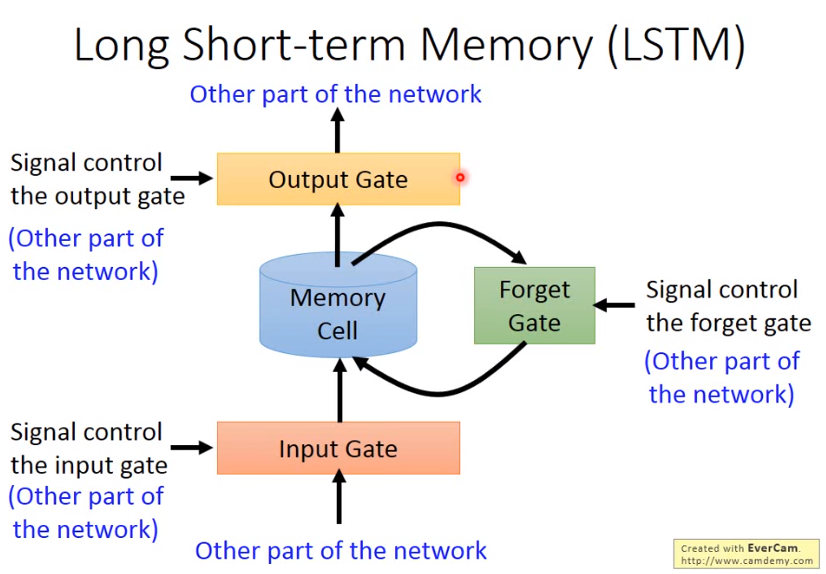 Long Short-term Memory (LSTM)
Other part of the network
Signal control
the output gate
(Other part of
the network)
Output Gate
Memory
Cell
Forget
Gate
Signal control
the forget gate
(Other part of
the network)
Signal control
the input gate
(Other part of
the network)
Input Gate
Other part of the network
Created with EverCam.
http://www.camdemy.com